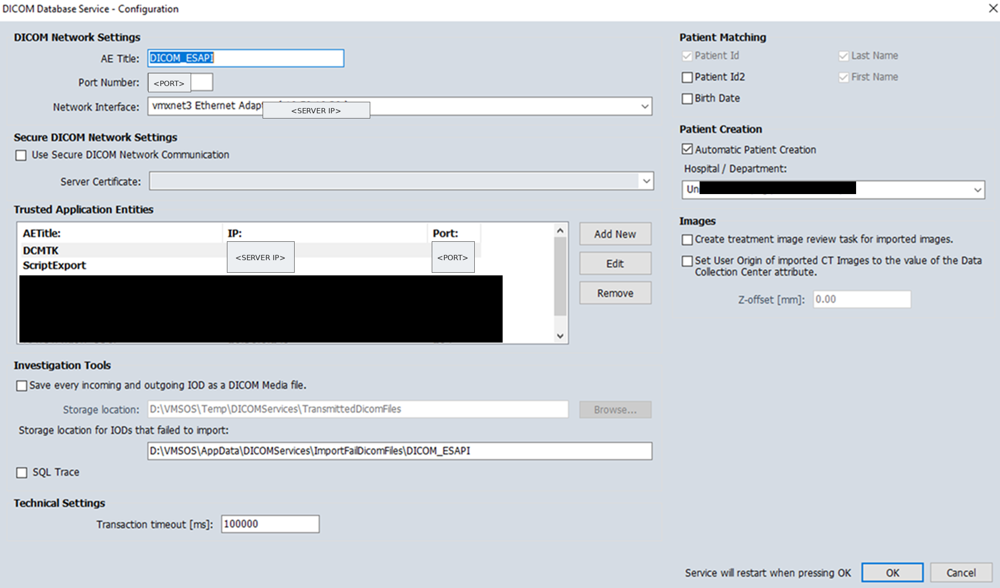 DICOM Database Service - Configuration
DICOM Network Settings
AE Title: DICOM_ESAPI
Port Number: <PORT>
Network Interface: vmxnet3 Ethernet Adapt <SERVER IP>
Secure DICOM Network Settings
Use Secure DICOM Network Communication
Server Certificate:
Trusted Application Entities
AETitle: IP: Port:
DCMTK
<SERVER IP> <PORT>
ScriptExport
Add New
Edit
Remove
Investigation Tools
Save every incoming and outgoing IOD as a DICOM Media file.
Storage location: D:\VMSOS\Temp\DICOMServices\TransmittedDicomFiles Browse...
Storage location for IODs that failed to import:
D:\VMSOS\AppData\DICOMServices\ImportFailDicomFiles\DICOM_ESAPI
SQL Trace
Technical Settings
Transaction timeout [ms]: 100000
Patient Matching
Patient Id Last Name
Patient Id2 First Name
Birth Date
Patient Creation
Automatic Patient Creation
Hospital / Department:
Un
Images
Create treatment image review task for imported images.
Set User Origin of imported CT Images to the value of the Data
Collection Center attribute.
Z-offset [mm]: 0.00
Service will restart when pressing OK OK Cancel